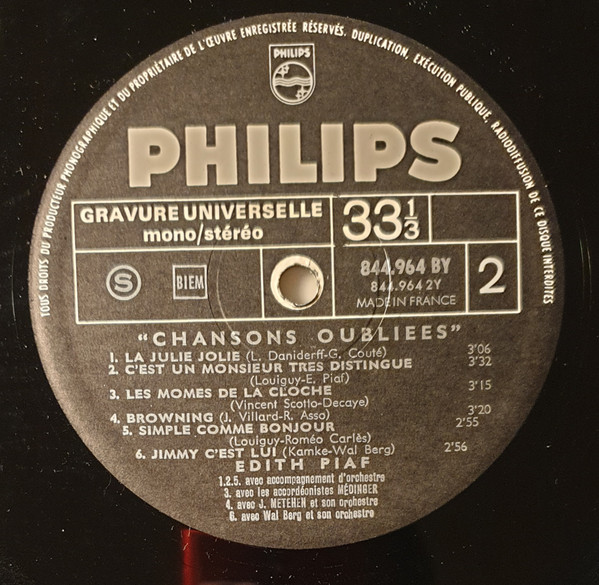 TOUS DROITS DU PRODUCTEUR PHONOGRAPHIQUE ET DU PROPRIÉTAIRE DE L'ŒUVRE ENREGISTRÉE RÉSERVÉS. DUPLICATION, EXÉCUTION PUBLIQUE, RADIODIFFUSION DE CE DISQUE INTERDITES
PHILIPS
PHILIPS
GRAVURE UNIVERSELLE
mono/stéréo
33 1/3
S
BIEM
844.964 BY
844.964 2Y
MADE IN FRANCE
2
"CHANSONS OUBLIEES"
1. LA JULIE JOLIE (L. Daniderff-G. Couté) 3'06
2. C'EST UN MONSIEUR TRES DISTINGUE 3'32
(Louiguy-E. Piaf)
3. LES MOMES DE LA CLOCHE 3'15
(Vincent Scotto-Decaye)
4. BROWNING (J. Villard-R. Asso) 3'20
5. SIMPLE COMME BONJOUR 2'55
(Louiguy-Roméo Carlès)
6. JIMMY C'EST LUI (Kamke-Wal Berg) 2'56
EDITH PIAF
1.2.5. avec accompagnement d'orchestre
3. avec les accordéonistes MÉDINGER
4. avec J. METEHEN et son orchestre
6. avec Wal Berg et son orchestre